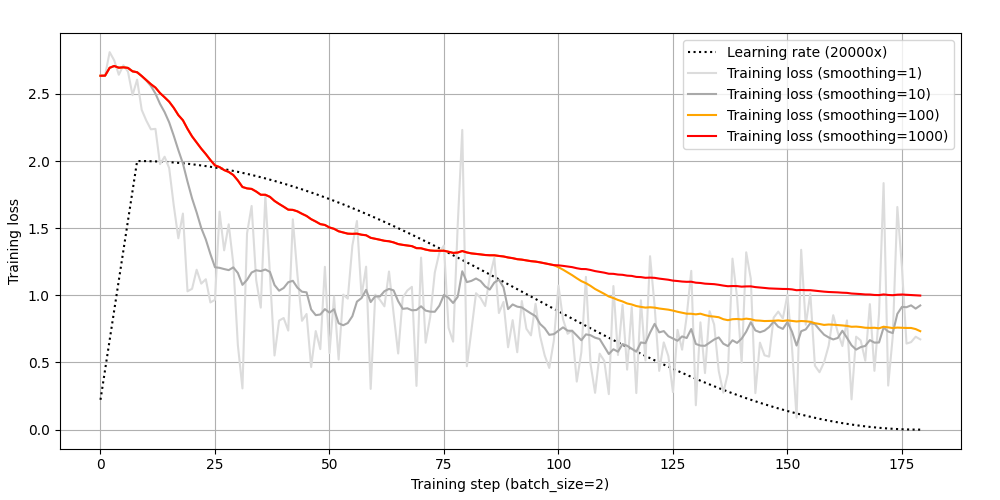 Learning rate (20000x)
Training loss (smoothing=1)
Training loss (smoothing=10)
Training loss (smoothing=100)
Training loss (smoothing=1000)
Training loss
2.5
2.0
1.5
1.0
0.5
0.0
0 25 50 75 100 125 150 175
Training step (batch_size=2)